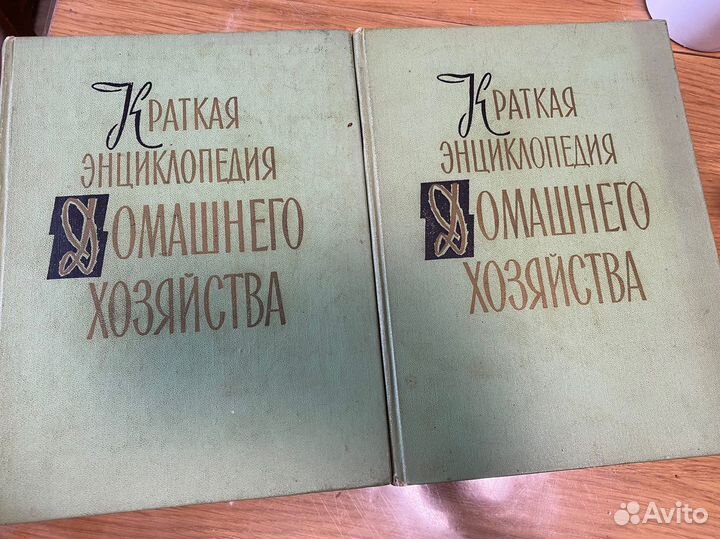 Краткая
энциклопедия
Домашнего
хозяйства
Краткая
энциклопедия
Домашнего
хозяйства
Avito